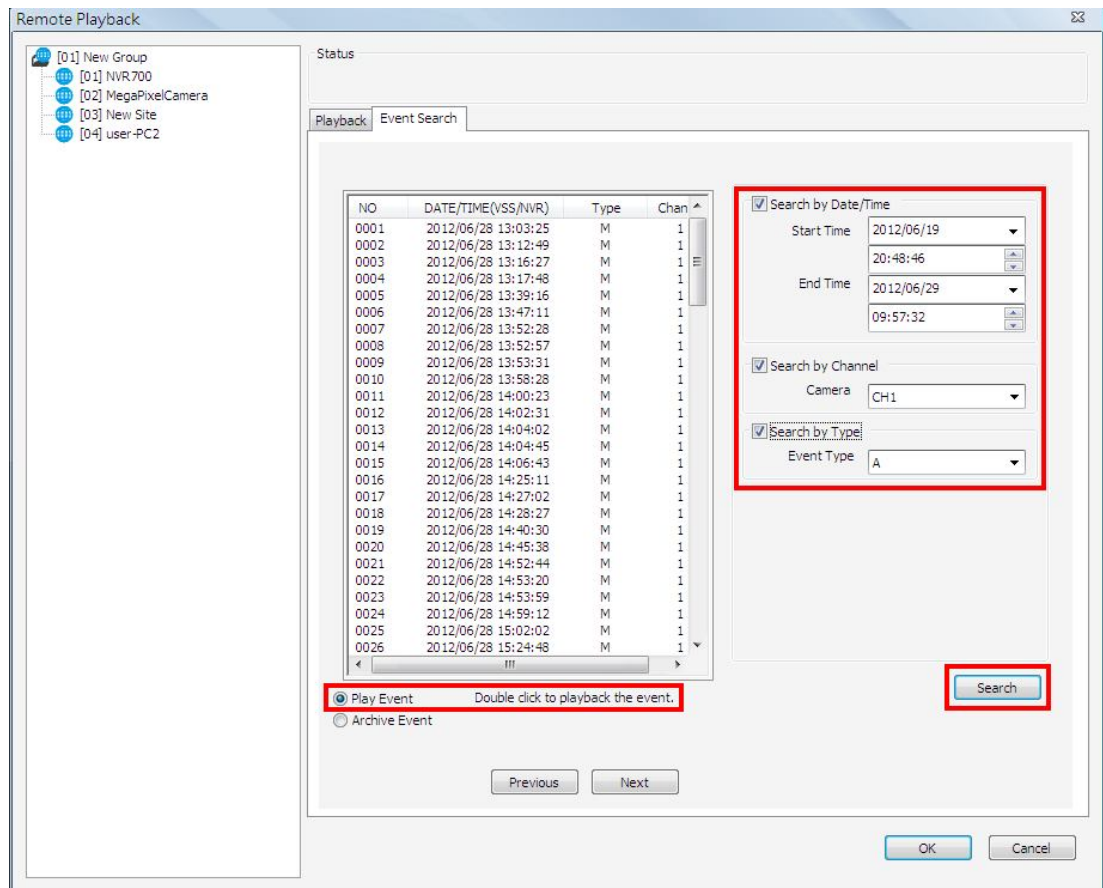 Remote Playback
[01] New Group
[01] NVR700
[02] MegaPixelCamera
[03] New Site
[04] user-PC2
Status
Playback Event Search
NO DATE/TIME(VSS/NVR) Type Chan
0001 2012/06/28 13:03:25 M 1
0002 2012/06/28 13:12:49 M 1
0003 2012/06/28 13:16:27 M 1
0004 2012/06/28 13:17:48 M 1
0005 2012/06/28 13:39:16 M 1
0006 2012/06/28 13:47:11 M 1
0007 2012/06/28 13:52:28 M 1
0008 2012/06/28 13:52:57 M 1
0009 2012/06/28 13:53:31 M 1
0010 2012/06/28 13:58:28 M 1
0011 2012/06/28 14:00:23 M 1
0012 2012/06/28 14:02:31 M 1
0013 2012/06/28 14:04:02 M 1
0014 2012/06/28 14:04:45 M 1
0015 2012/06/28 14:06:43 M 1
0016 2012/06/28 14:25:11 M 1
0017 2012/06/28 14:27:02 M 1
0018 2012/06/28 14:28:27 M 1
0019 2012/06/28 14:40:30 M 1
0020 2012/06/28 14:45:38 M 1
0021 2012/06/28 14:52:44 M 1
0022 2012/06/28 14:53:20 M 1
0023 2012/06/28 14:53:59 M 1
0024 2012/06/28 14:59:12 M 1
0025 2012/06/28 15:02:02 M 1
0026 2012/06/28 15:24:48 M 1
Play Event Double click to playback the event.
Archive Event
Previous Next
Search by Date/Time
Start Time 2012/06/19
20:48:46
End Time 2012/06/29
09:57:32
Search by Channel
Camera CH1
Search by Type
Event Type A
Search
OK Cancel